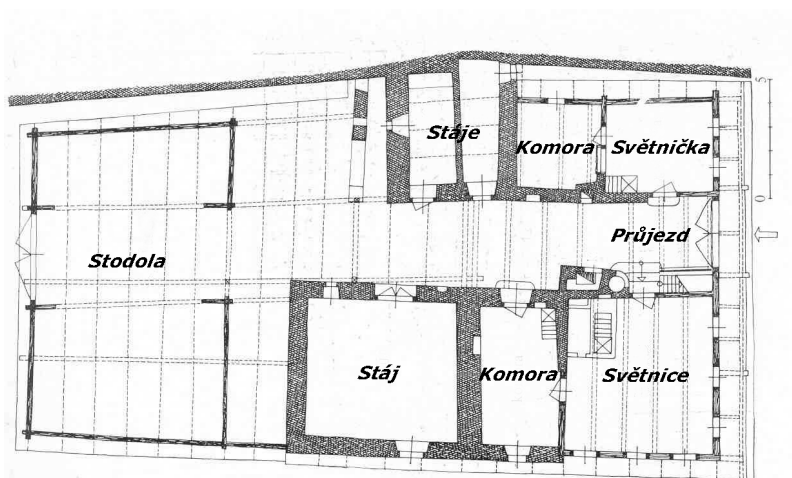 5
Stáje
Komora
Světnička
0
Průjezd
Stodola
Stáj
Komora
Světnice